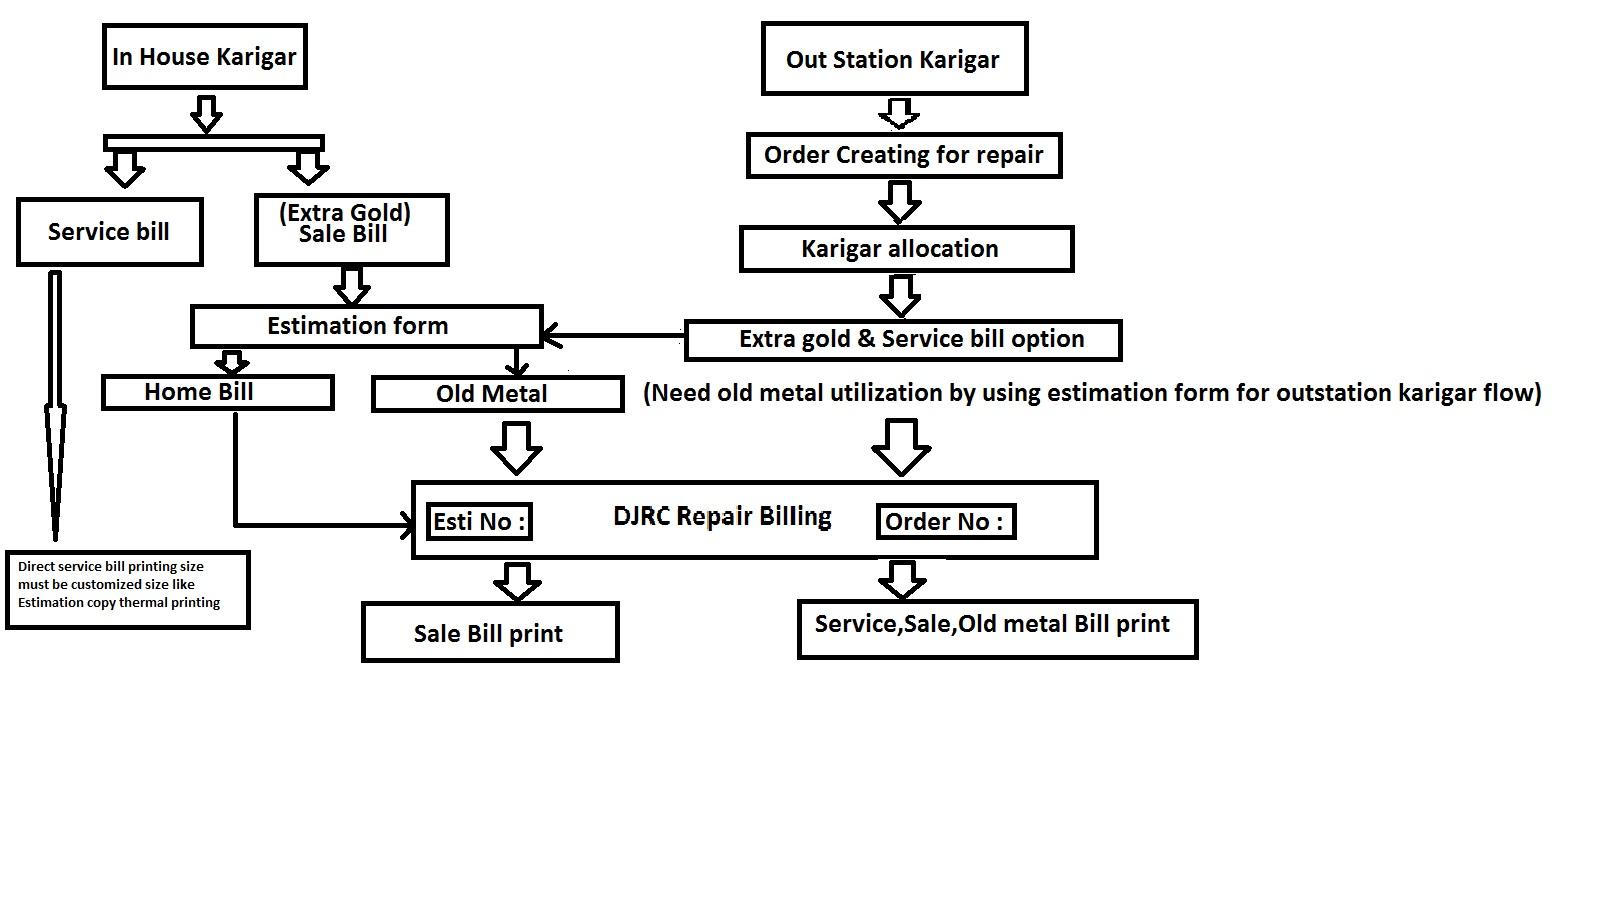 In House Karigar
Out Station Karigar
Order Creating for repair
Service bill
(Extra Gold)
Sale Bill
Karigar allocation
Estimation form
Extra gold & Service bill option
Home Bill
Old Metal
(Need old metal utilization by using estimation form for outstation karigar flow)
Esti No :
DJRC Repair Billing
Order No :
Direct service bill printing size
must be customized size like
Estimation copy thermal printing
Sale Bill print
Service,Sale,Old metal Bill print